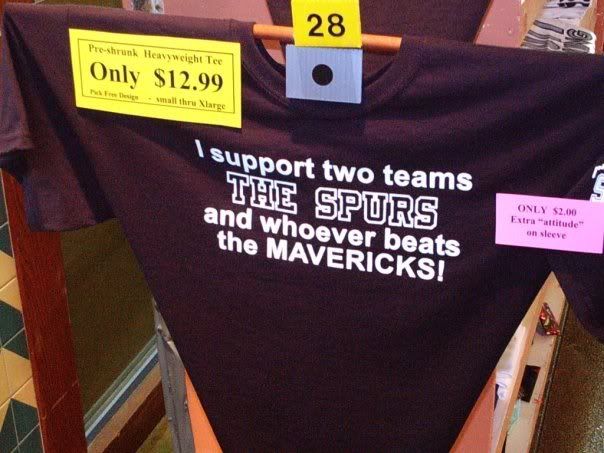 28
Pre-shrunk Heavyweight Tee
Only $12.99
Pick Free Design - small thru Xlarge
I support two teams
THE SPURS
and whoever beats
the MAVERICKS!
ONLY $2.00
Extra "attitude"
on sleeve
S